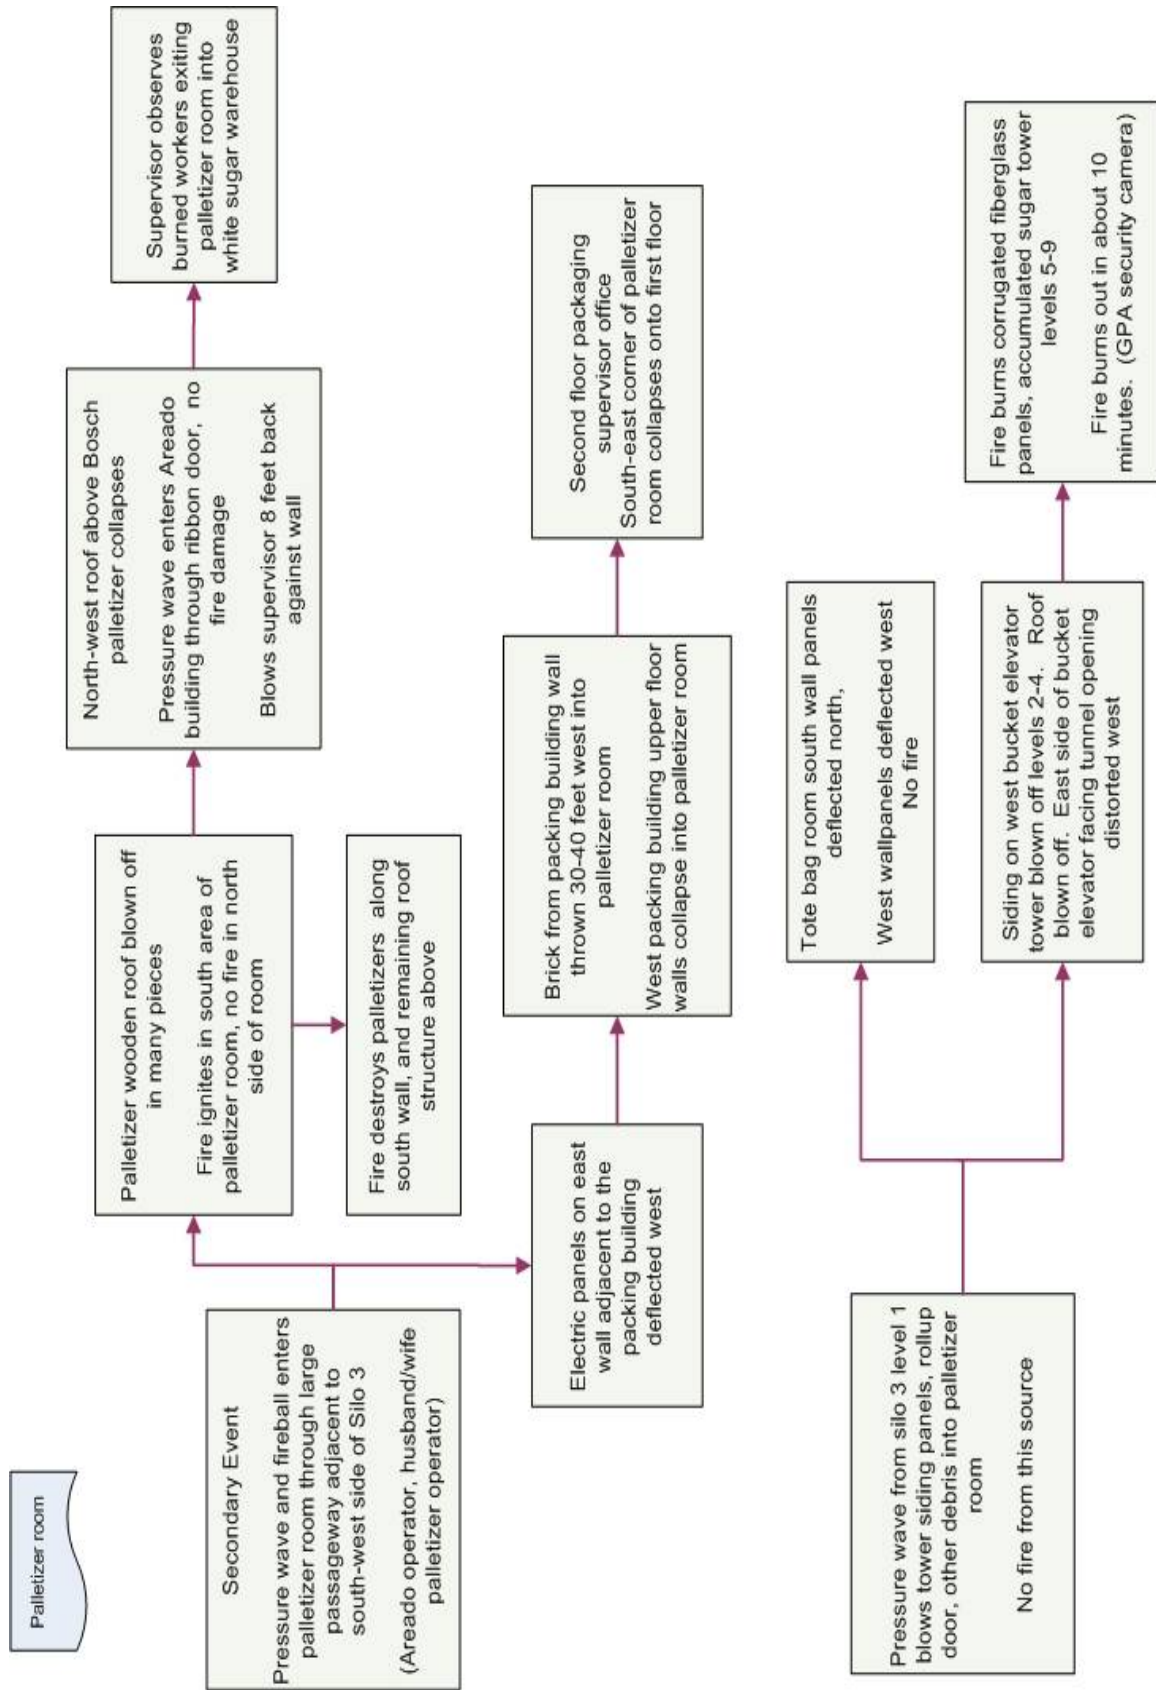 Palletizer room
Secondary Event
Pressure wave and fireball enters
palletizer room through large
passageway adjacent to
south-west side of Silo 3
(Areado operator, husband/wife
palletizer operator)
Palletizer wooden roof blown off
in many pieces
Fire ignites in south area of
palletizer room, no fire in north
side of room
North-west roof above Bosch
palletizer collapses
Pressure wave enters Areado
building through ribbon door, no
fire damage
Blows supervisor 8 feet back
against wall
Supervisor observes
burned workers exiting
palletizer room into
white sugar warehouse
Fire destroys palletizers along
south wall, and remaining roof
structure above
Electric panels on east
wall adjacent to the
packing building
deflected west
Brick from packing building wall
thrown 30-40 feet west into
palletizer room
West packing building upper floor
walls collapse into palletizer room
Second floor packaging
supervisor office
South-east corner of palletizer
room collapses onto first floor
Pressure wave from silo 3 level 1
blows tower siding panels, rollup
door, other debris into palletizer
room
No fire from this source
Tote bag room south wall panels
deflected north,
West wallpanels deflected west
No fire
Siding on west bucket elevator
tower blown off levels 2-4. Roof
blown off. East side of bucket
elevator facing tunnel opening
distorted west
Fire burns corrugated fiberglass
panels, accumulated sugar tower
levels 5-9
Fire burns out in about 10
minutes. (GPA security camera)